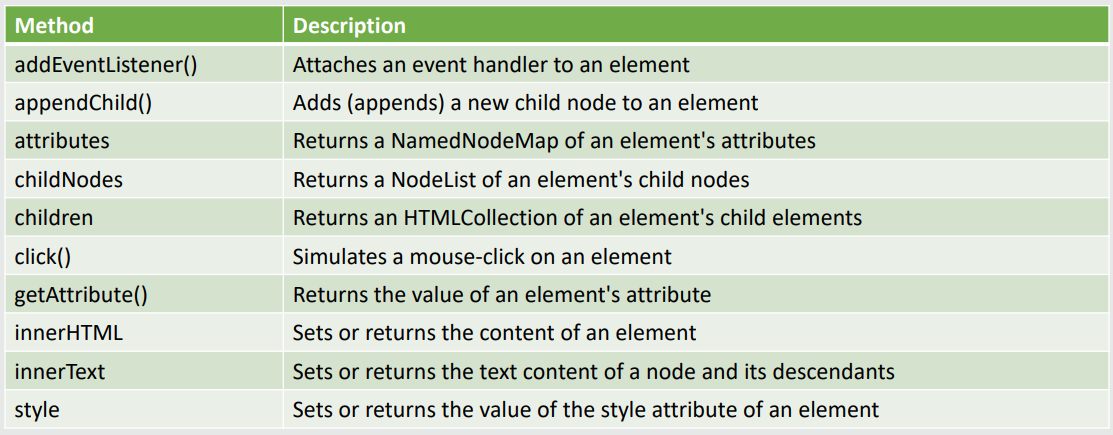 Method Description
addEventListener() Attaches an event handler to an element
appendChild() Adds (appends) a new child node to an element
attributes Returns a NamedNodeMap of an element's attributes
childNodes Returns a NodeList of an element's child nodes
children Returns an HTMLCollection of an element's child elements
click() Simulates a mouse-click on an element
getAttribute() Returns the value of an element's attribute
innerHTML Sets or returns the content of an element
innerText Sets or returns the text content of a node and its descendants
style Sets or returns the value of the style attribute of an element